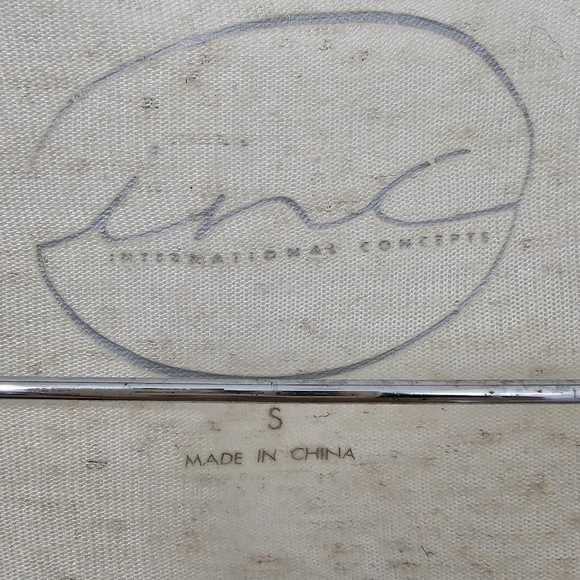 inc
INTERNATIONAL CONCEPTS
S
MADE IN CHINA